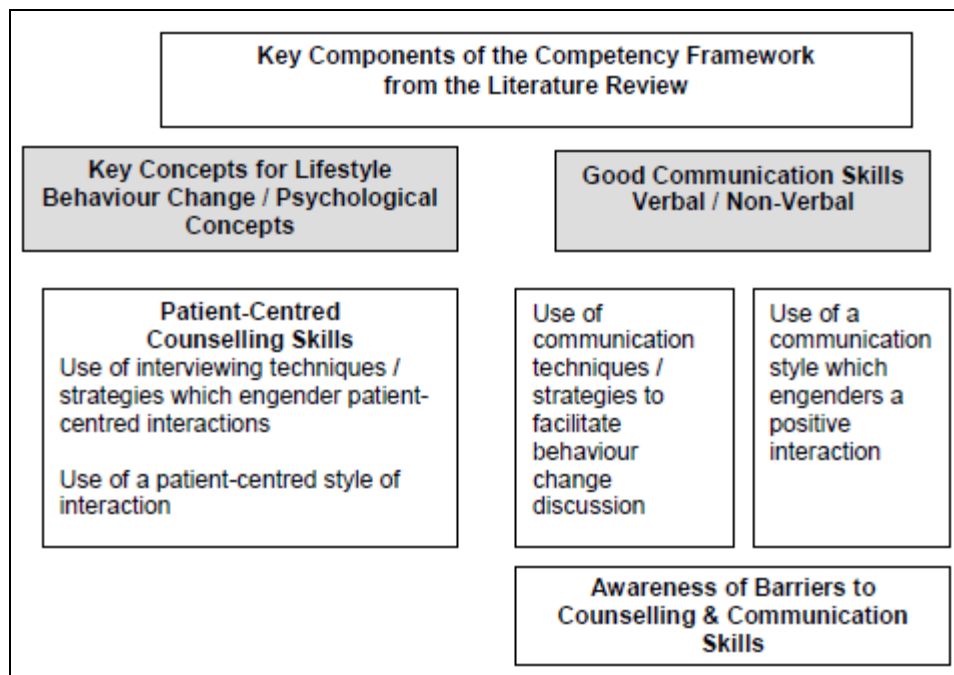 Key Components of the Competency Framework
from the Literature Review
Key Concepts for Lifestyle
Behaviour Change / Psychological
Concepts
Good Communication Skills
Verbal / Non-Verbal
Patient-Centred
Counselling Skills
Use of interviewing techniques /
strategies which engender patient-
centred interactions
Use of a patient-centred style of
interaction
Use of
communication
techniques /
strategies to
facilitate
behaviour
change
discussion
Use of a
communication
style which
engenders a
positive
interaction
Awareness of Barriers to
Counselling & Communication
Skills